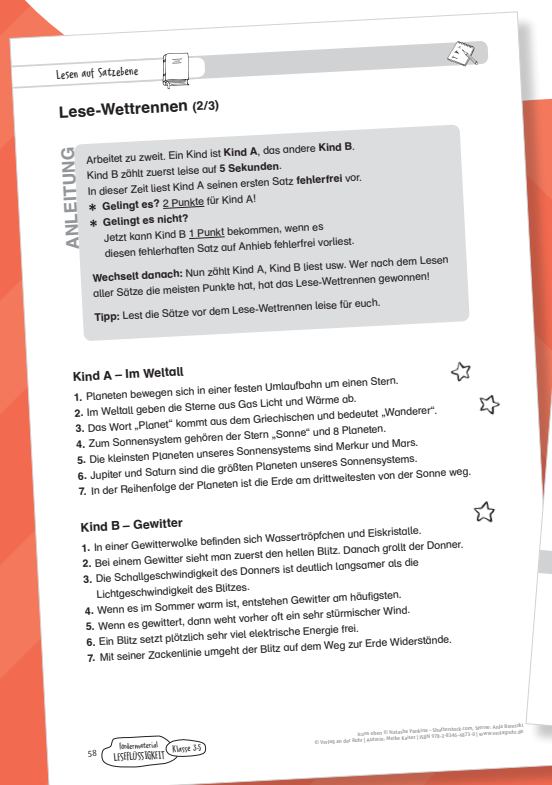 Lesen auf Satzebene
Lese-Wettrennen (2/3)
ANLEITUNG
Arbeitet zu zweit. Ein Kind ist Kind A, das andere Kind B.
Kind B zählt zuerst leise auf 5 Sekunden.
In dieser Zeit liest Kind A seinen ersten Satz fehlerfrei vor.
* Gelingt es? 2 Punkte für Kind A!
* Gelingt es nicht?
Jetzt kann Kind B 1 Punkt bekommen, wenn es
diesen fehlerhaften Satz auf Anhieb fehlerfrei vorliest.
Wechselt danach: Nun zählt Kind A, Kind B liest usw. Wer nach dem Lesen
aller Sätze die meisten Punkte hat, hat das Lese-Wettrennen gewonnen!
Tipp: Lest die Sätze vor dem Lese-Wettrennen leise für euch.
Kind A – Im Weltall
1. Planeten bewegen sich in einer festen Umlaufbahn um einen Stern.
2. Im Weltall geben die Sterne aus Gas Licht und Wärme ab.
3. Das Wort „Planet“ kommt aus dem Griechischen und bedeutet „Wanderer“.
4. Zum Sonnensystem gehören der Stern „Sonne“ und 8 Planeten.
5. Die kleinsten Planeten unseres Sonnensystems sind Merkur und Mars.
6. Jupiter und Saturn sind die größten Planeten unseres Sonnensystems.
7. In der Reihenfolge der Planeten ist die Erde am drittweitesten von der Sonne weg.
Kind B – Gewitter
1. In einer Gewitterwolke befinden sich Wassertröpfchen und Eiskristalle.
2. Bei einem Gewitter sieht man zuerst den hellen Blitz. Danach grollt der Donner.
3. Die Schallgeschwindigkeit des Donners ist deutlich langsamer als die
Lichtgeschwindigkeit des Blitzes.
4. Wenn es im Sommer warm ist, entstehen Gewitter am häufigsten.
5. Wenn es gewittert, dann weht vorher oft ein sehr stürmischer Wind.
6. Ein Blitz setzt plötzlich sehr viel elektrische Energie frei.
7. Mit seiner Zackenlinie umgeht der Blitz auf dem Weg zur Erde Widerstände.
58
Fördermaterial
LESEFLÜSSIGKEIT
Klasse 3-5
© Verlag an der Ruhr